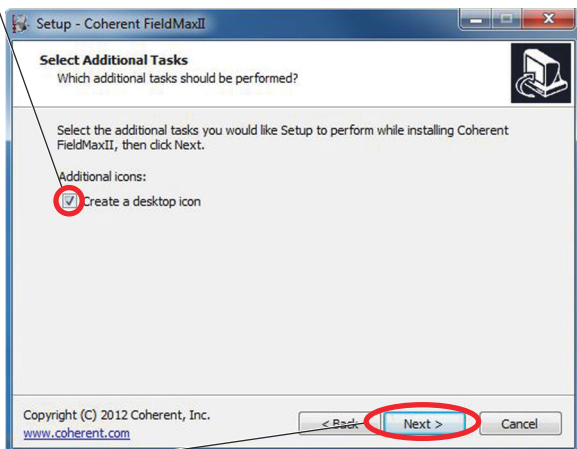 Setup - Coherent FieldMaxII
Select Additional Tasks
Which additional tasks should be performed?
Select the additional tasks you would like Setup to perform while installing Coherent
FieldMaxII, then click Next.
Additional icons:
Create a desktop icon
Copyright (C) 2012 Coherent, Inc.
www.coherent.com
< Back
Next >
Cancel